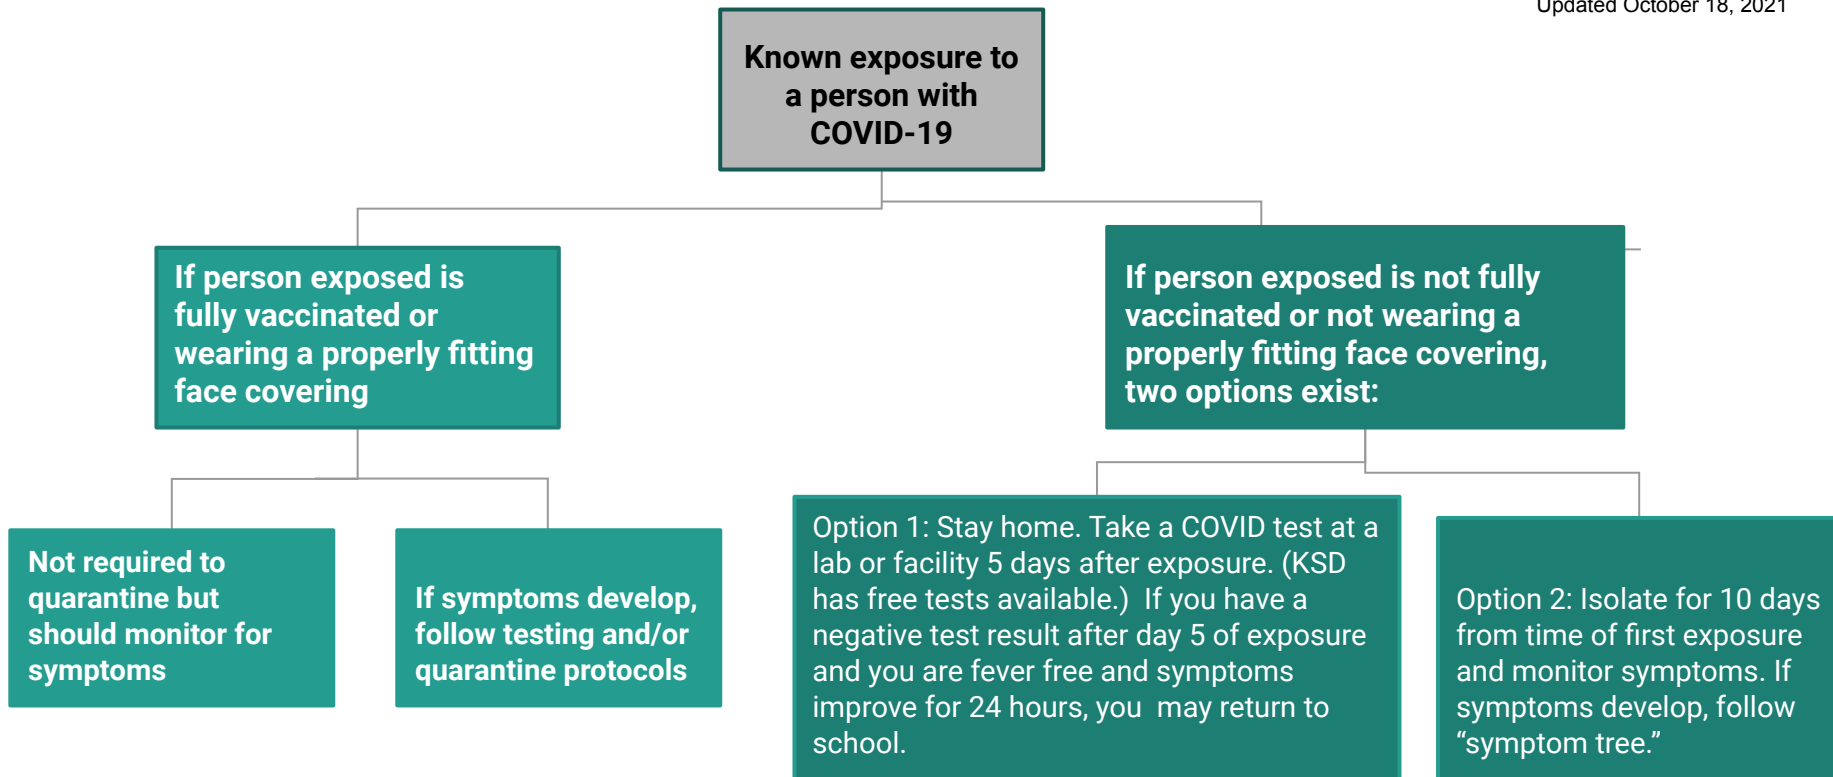 Updated October 18, 2021
Known exposure to
a person with
COVID-19
If person exposed is
fully vaccinated or
wearing a properly fitting
face covering
If person exposed is not fully
vaccinated or not wearing a
properly fitting face covering,
two options exist:
Not required to
quarantine but
should monitor for
symptoms
If symptoms develop,
follow testing and/or
quarantine protocols
Option 1: Stay home. Take a COVID test at a
lab or facility 5 days after exposure. (KSD
has free tests available.)  If you have a
negative test result after day 5 of exposure
and you are fever free and symptoms
improve for 24 hours, you  may return to
school.
Option 2: Isolate for 10 days
from time of first exposure
and monitor symptoms. If
symptoms develop, follow
“symptom tree.”